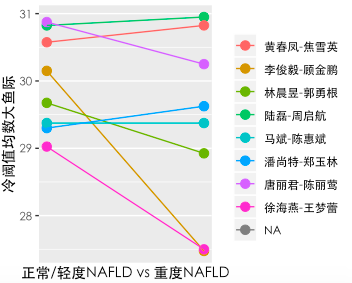 31
30
29
28
冷阈值均数大鱼际
正常/轻度NAFLD vs 重度NAFLD
黄春凤-焦雪英
李俊毅-顾金鹏
林晨昱-郭勇根
陆磊-周启航
马斌-陈惠斌
潘尚特-郑玉林
唐丽君-陈丽莺
徐海燕-王梦蕾
NA